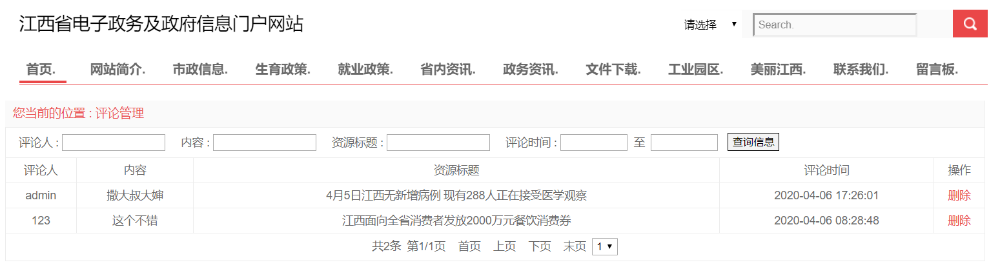 江西省电子政务及政府信息门户网站 请选择 Search.
首页. 网站简介. 市政信息. 生育政策. 就业政策. 省内资讯. 政务资讯. 文件下载. 工业园区. 美丽江西. 联系我们. 留言板.
您当前的位置 : 评论管理
评论人 : 内容 : 资源标题 : 评论时间 : 至 查询信息
评论人 内容 资源标题 评论时间 操作
admin 撒大叔大婶 4月5日江西无新增病例 现有288人正在接受医学观察 2020-04-06 17:26:01 删除
123 这个不错 江西面向全省消费者发放2000万元餐饮消费券 2020-04-06 08:28:48 删除
共2条 第1/1页 首页 上页 下页 末页 1